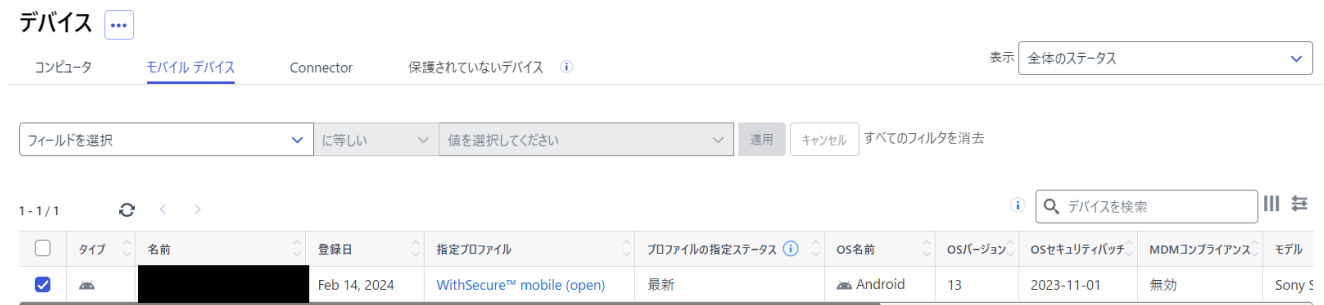 デバイス ...
コンピュータ モバイル デバイス Connector 保護されていないデバイス 表示 全体のステータス
フィールドを選択 に等しい 値を選択してください 適用 キャンセル すべてのフィルタを消去
1 - 1 / 1 デバイスを検索
タイプ 名前 登録日 指定プロファイル プロファイルの指定ステータス OS名前 OSバージョン OSセキュリティパッチ MDMコンプライアンス モデル
Feb 14, 2024 WithSecure™ mobile (open) 最新 Android 13 2023-11-01 無効 Sony S